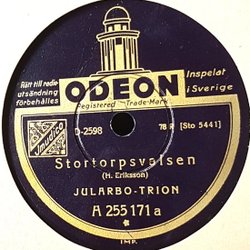 Rätt till radio-
utsändning
förbehålles
ODEON
Inspelat
i Sverige
Registered Trade-Mark
D-2598
78 R [Sto 5441]
Stortorpsvalsen
(H. Eriksson)
JULARBO-TRION
A 255 171 a